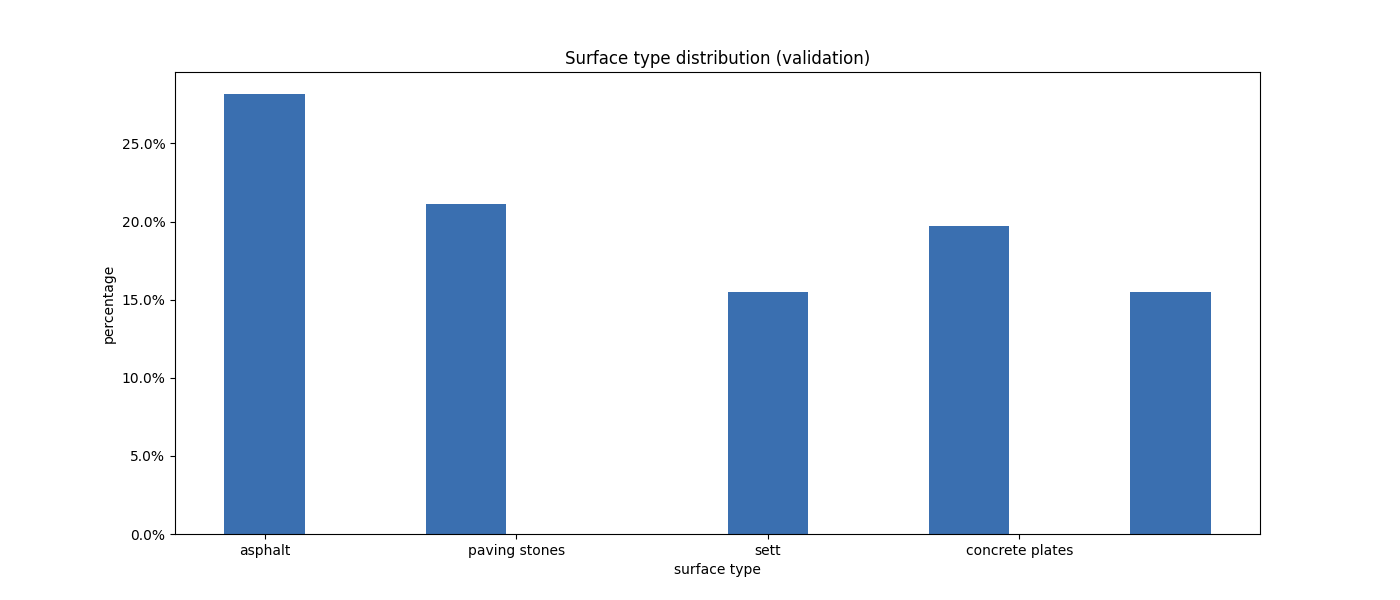 Surface type distribution (validation)
percentage
25.0%
20.0%
15.0%
10.0%
5.0%
0.0%
asphalt paving stones sett concrete plates
surface type